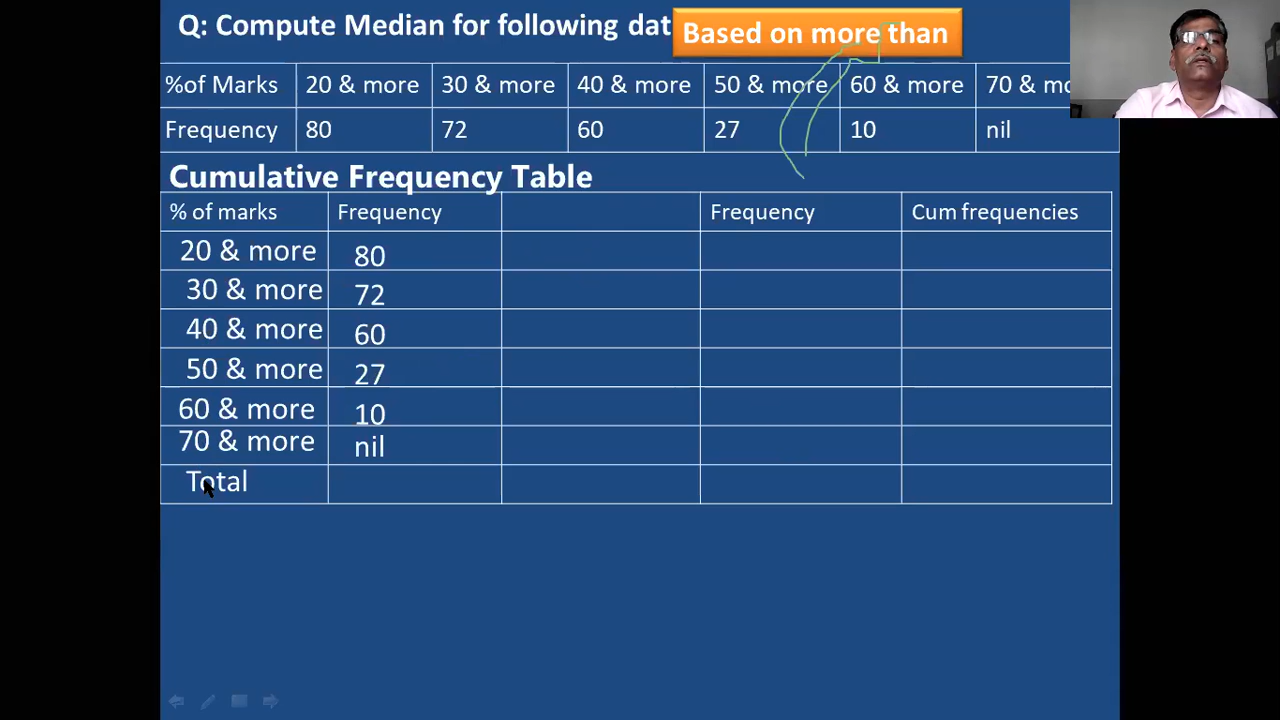 Q: Compute Median for following dat
Based on more than
%of Marks 20 & more 30 & more 40 & more 50 & more 60 & more 70 & mo
Frequency 80 72 60 27 10 nil
Cumulative Frequency Table
% of marks Frequency Frequency Cum frequencies
20 & more 80
30 & more 72
40 & more 60
50 & more 27
60 & more 10
70 & more nil
Total